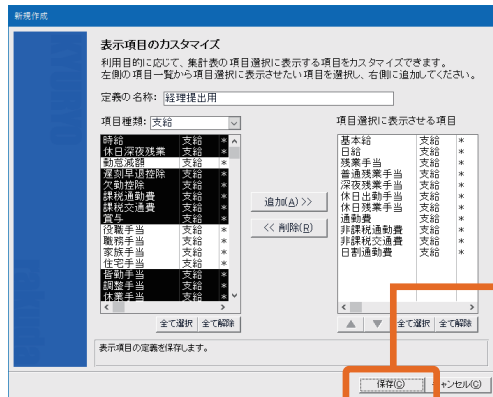 新規作成
表示項目のカスタマイズ
利用目的に応じて、集計表の項目選択に表示する項目をカスタマイズできます。
左側の項目一覧から項目選択に表示させたい項目を選択し、右側に追加してください。
定義の名称: 経理提出用
項目種類: 支給
項目選択に表示させる項目
時給 支給 *
休日深夜残業 支給 *
勤怠減額 支給 *
遅刻早退控除 支給 *
欠勤控除 支給 *
課税通勤費 支給 *
課税交通費 支給 *
賞与 支給 *
役職手当 支給 *
職務手当 支給 *
家族手当 支給 *
住宅手当 支給 *
皆勤手当 支給 *
調整手当 支給 *
休業手当 支給 *
追加(A) >>
<< 削除(R)
基本給 支給 *
日給 支給 *
残業手当 支給 *
普通残業手当 支給 *
深夜残業手当 支給 *
休日出勤手当 支給 *
休日残業手当 支給 *
通勤費 支給 *
非課税通勤費 支給 *
非課税交通費 支給 *
日割通勤費 支給 *
全て選択 全て解除
▲ ▼ 全て選択 全て解除
表示項目の定義を保存します。
保存(O) キャンセル(C)
KYUYO